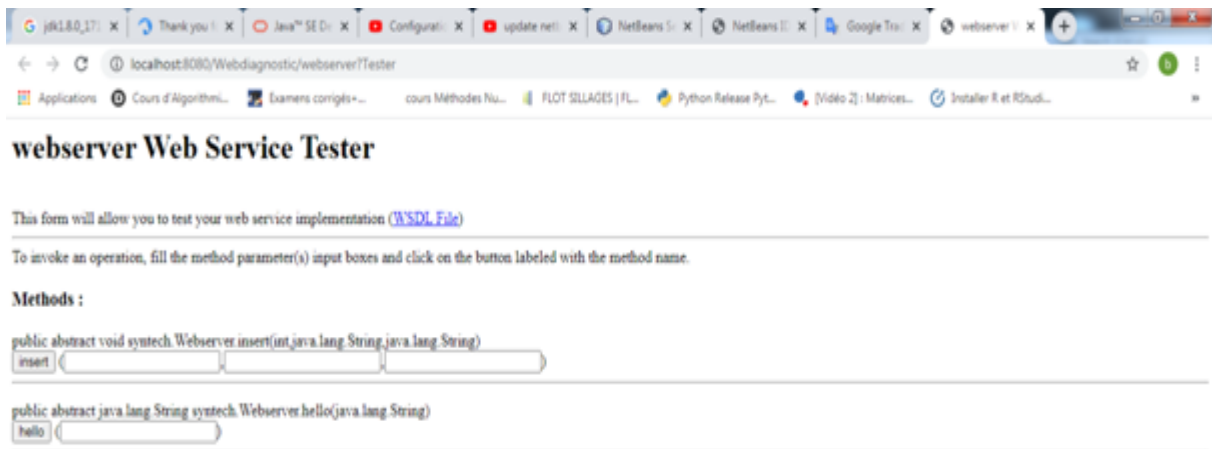 jdk1.8.0_171
Thank you f
Java™ SE De
Configurati
update netb
NetBeans
NetBeans I
Google Trac
webserver
localhost:8080/Webdiagnostic/webserver?Tester
b
Applications
Cours d'Algorithmi...
Examens corrigés+...
cours Méthodes Nu...
FLOT SILLAGES | FL...
Python Release Pyt...
[Vidéo 2] : Matrices...
Installer R et RStudi...
webserver Web Service Tester
This form will allow you to test your web service implementation (WSDL File)
To invoke an operation, fill the method parameter(s) input boxes and click on the button labeled with the method name.
Methods :
public abstract void syntech.Webserver.insert(int,java.lang.String,java.lang.String)
insert ( , , )
public abstract java.lang.String syntech.Webserver.hello(java.lang.String)
hello ( )